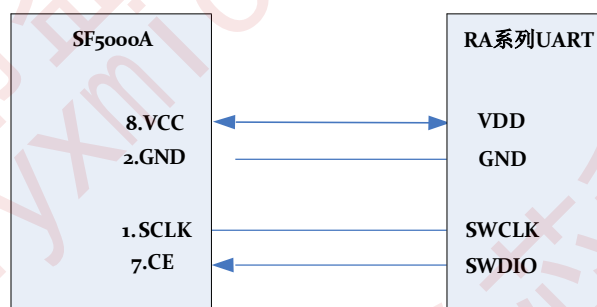 SF5000A
RA系列UART
8.VCC
VDD
2.GND
GND
1.SCLK
SWCLK
7.CE
SWDIO